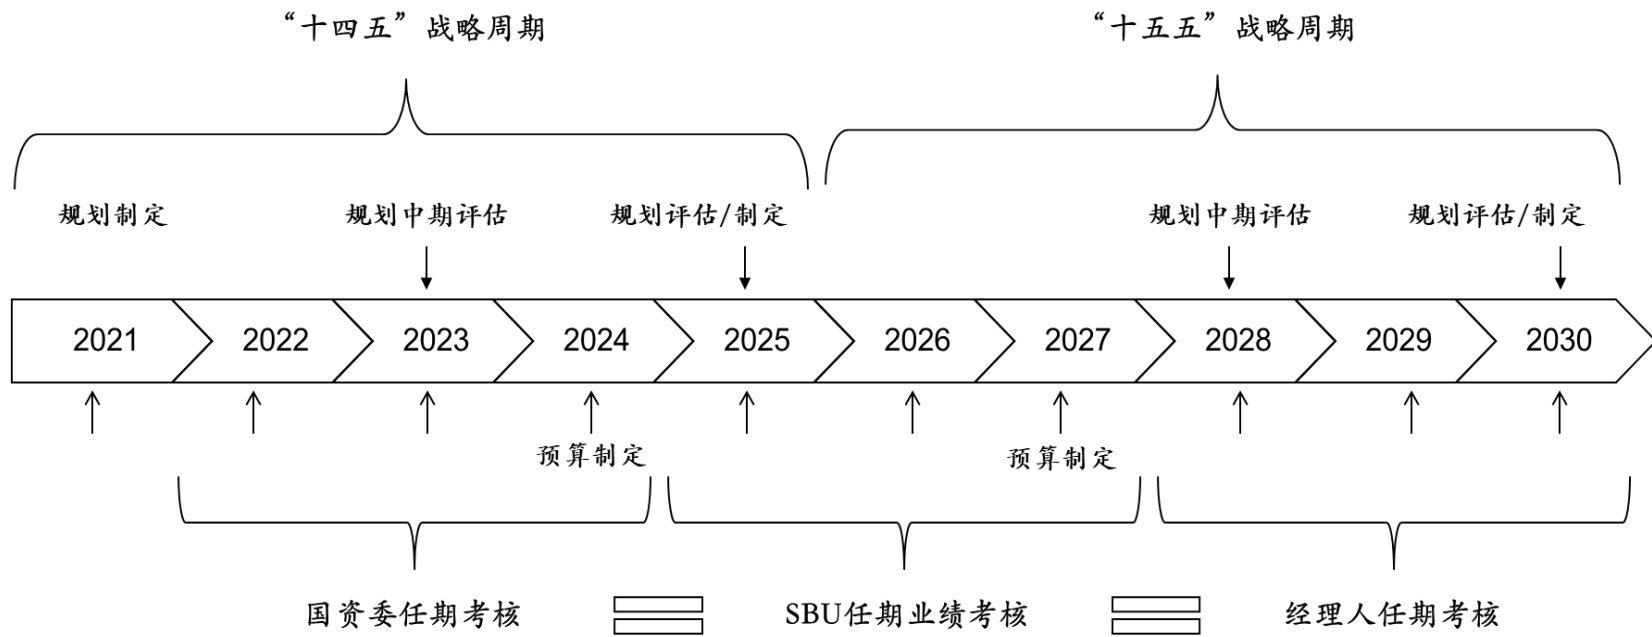 “十四五”战略周期
“十五五”战略周期
规划制定
规划中期评估
规划评估/制定
规划中期评估
规划评估/制定
2021
2022
2023
2024
2025
2026
2027
2028
2029
2030
预算制定
预算制定
国资委任期考核
SBU任期业绩考核
经理人任期考核